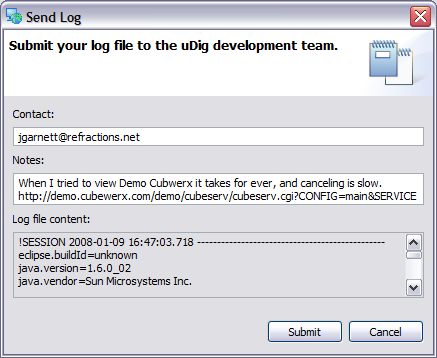 Send Log
Submit your log file to the uDig development team.
Contact:
jgarnett@refractions.net
Notes:
When I tried to view Demo Cubwerx it takes for ever, and canceling is slow.
http://demo.cubewerx.com/demo/cubeserv/cubeserv.cgi?CONFIG=main&SERVICE
Log file content:
!SESSION 2008-01-09 16:47:03.718 -----------------------------------------------
eclipse.buildId=unknown
java.version=1.6.0_02
java.vendor=Sun Microsystems Inc.
Submit Cancel